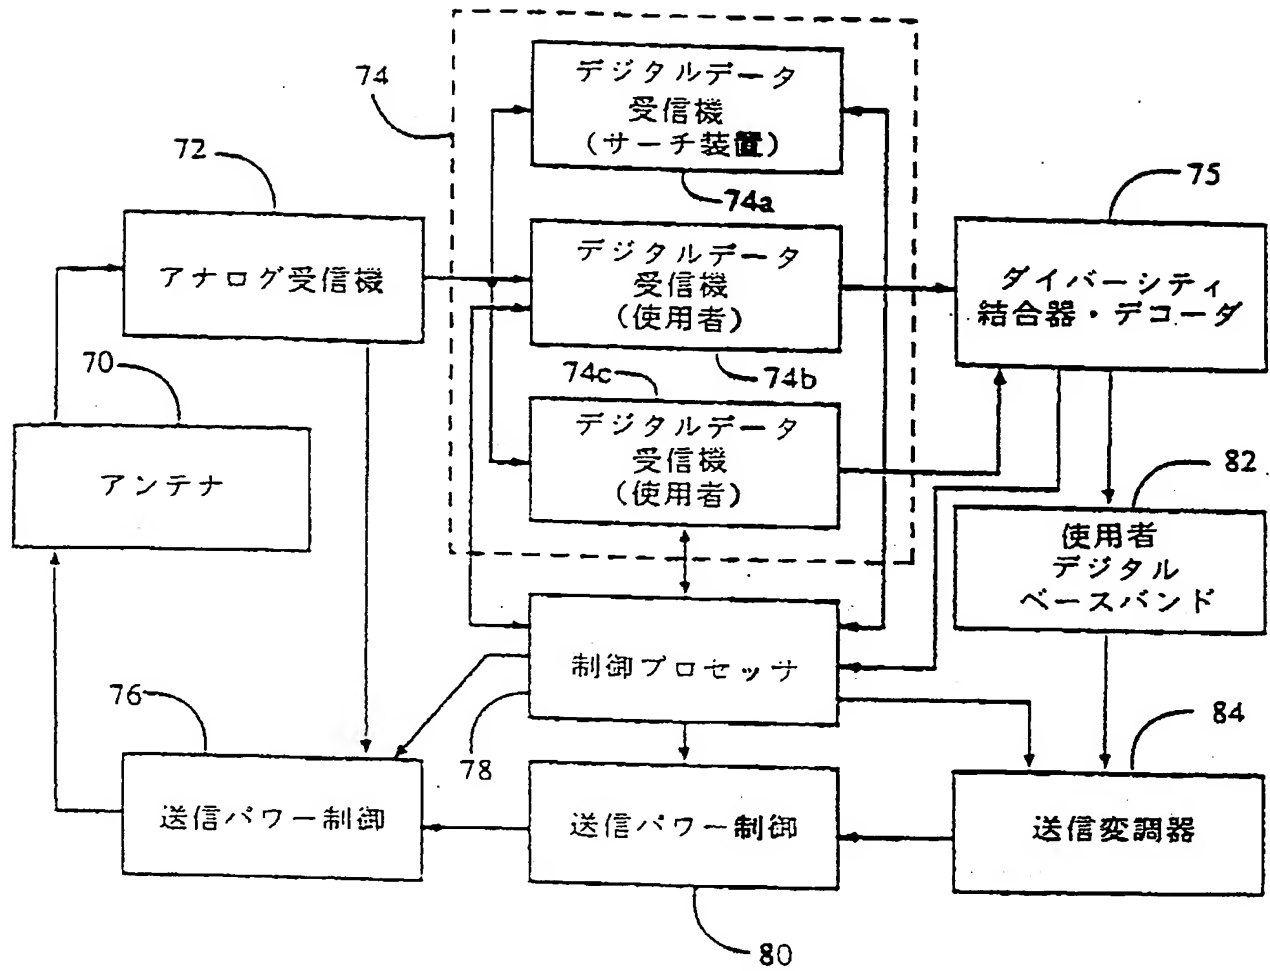 74
デジタルデータ
受信機
(サーチ装置)
74a
72
アナログ受信機
75
ダイバーシティ
結合器・デコーダ
デジタルデータ
受信機
(使用者)
74b
70
アンテナ
74c
デジタルデータ
受信機
(使用者)
82
使用者
デジタル
ベースバンド
制御プロセッサ
78
76
送信パワー制御
送信パワー制御
80
84
送信変調器